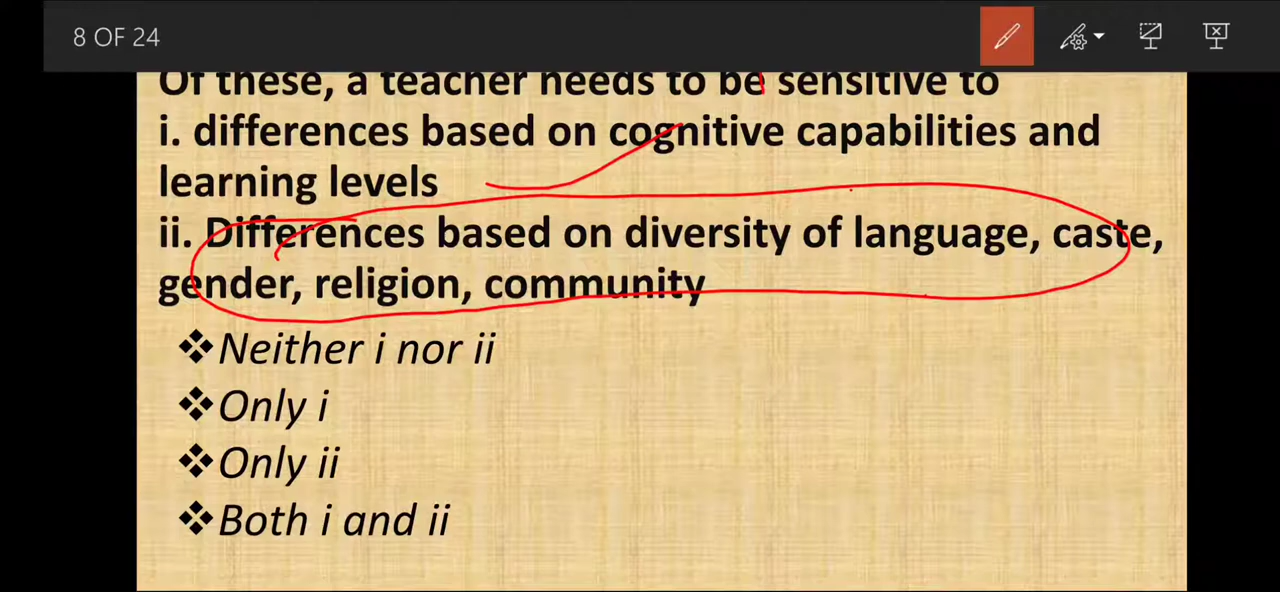 8 OF 24
Of these, a teacher needs to be sensitive to
i. differences based on cognitive capabilities and
learning levels
ii. Differences based on diversity of language, caste,
gender, religion, community
❖Neither i nor ii
❖Only i
❖Only ii
❖Both i and ii